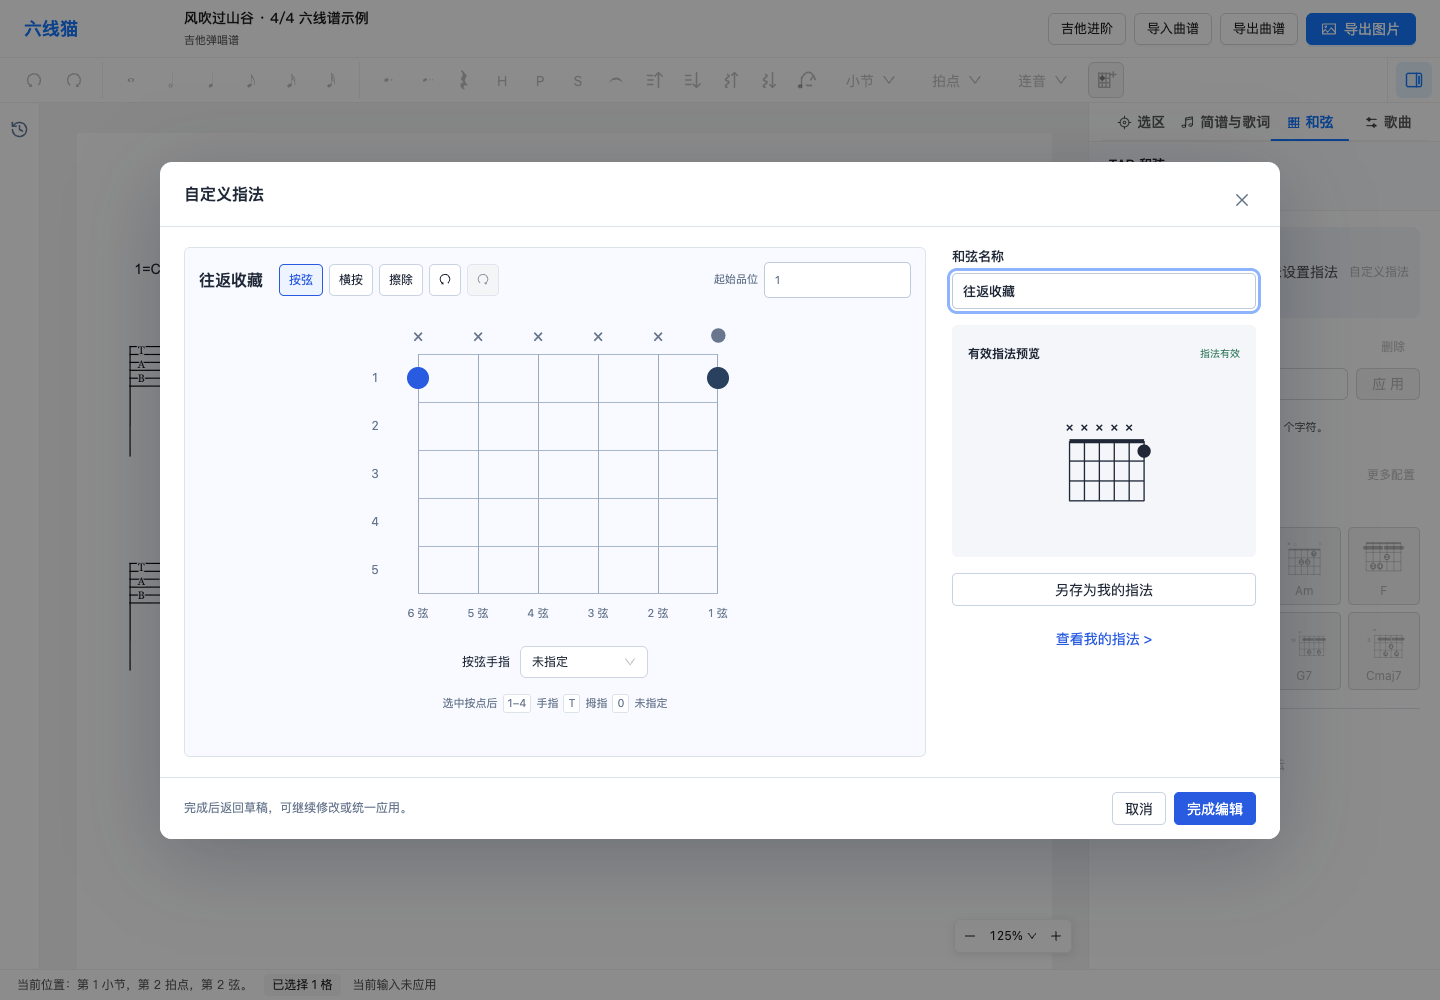 六线猫
风吹过山谷 · 4/4 六线谱示例
吉他弹唱谱
吉他进阶
导入曲谱
导出曲谱
导出图片
H
P
S
小节
拍点
连音
选区
简谱与歌词
和弦
歌曲
自定义指法
1=C
设置指法
自定义指法
往返收藏
按弦
横按
擦除
起始品位
1
和弦名称
往返收藏
有效指法预览
指法有效
删除
应 用
个字符。
更多配置
× × × × ×
1
2
3
4
5
6 弦
5 弦
4 弦
3 弦
2 弦
1 弦
× × × × ×
T
A
B
T
A
B
Am
F
G7
Cmaj7
另存为我的指法
查看我的指法 >
按弦手指
未指定
选中按点后 1–4 手指 T 拇指 0 未指定
完成后返回草稿，可继续修改或统一应用。
取消
完成编辑
125%
当前位置：第 1 小节，第 2 拍点，第 2 弦。
已选择 1 格
当前输入未应用